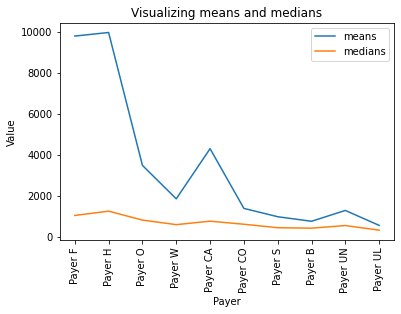 Visualizing means and medians
means
medians
Value
10000
8000
6000
4000
2000
0
Payer F
Payer H
Payer O
Payer W
Payer CA
Payer CO
Payer S
Payer B
Payer UN
Payer UL
Payer